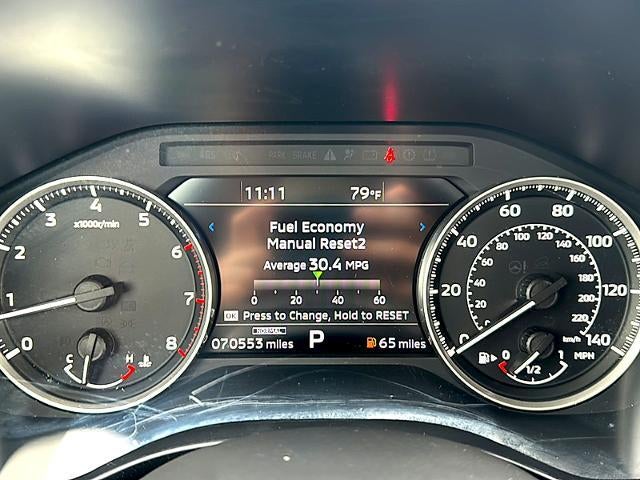 PARK BRAKE
11:11 79°F
Fuel Economy
Manual Reset2
Average 30.4 MPG
0 20 40 60
OK Press to Change, Hold to RESET
NORMAL
070553 miles P 65 miles
x1000r/min
0 1 2 3 4 5 6 7 8
C H
0 20 40 60 80 100 120 140
0 20 40 60 80 100 120 140 160 180 200 220
km/h
MPH
0 1/2 1